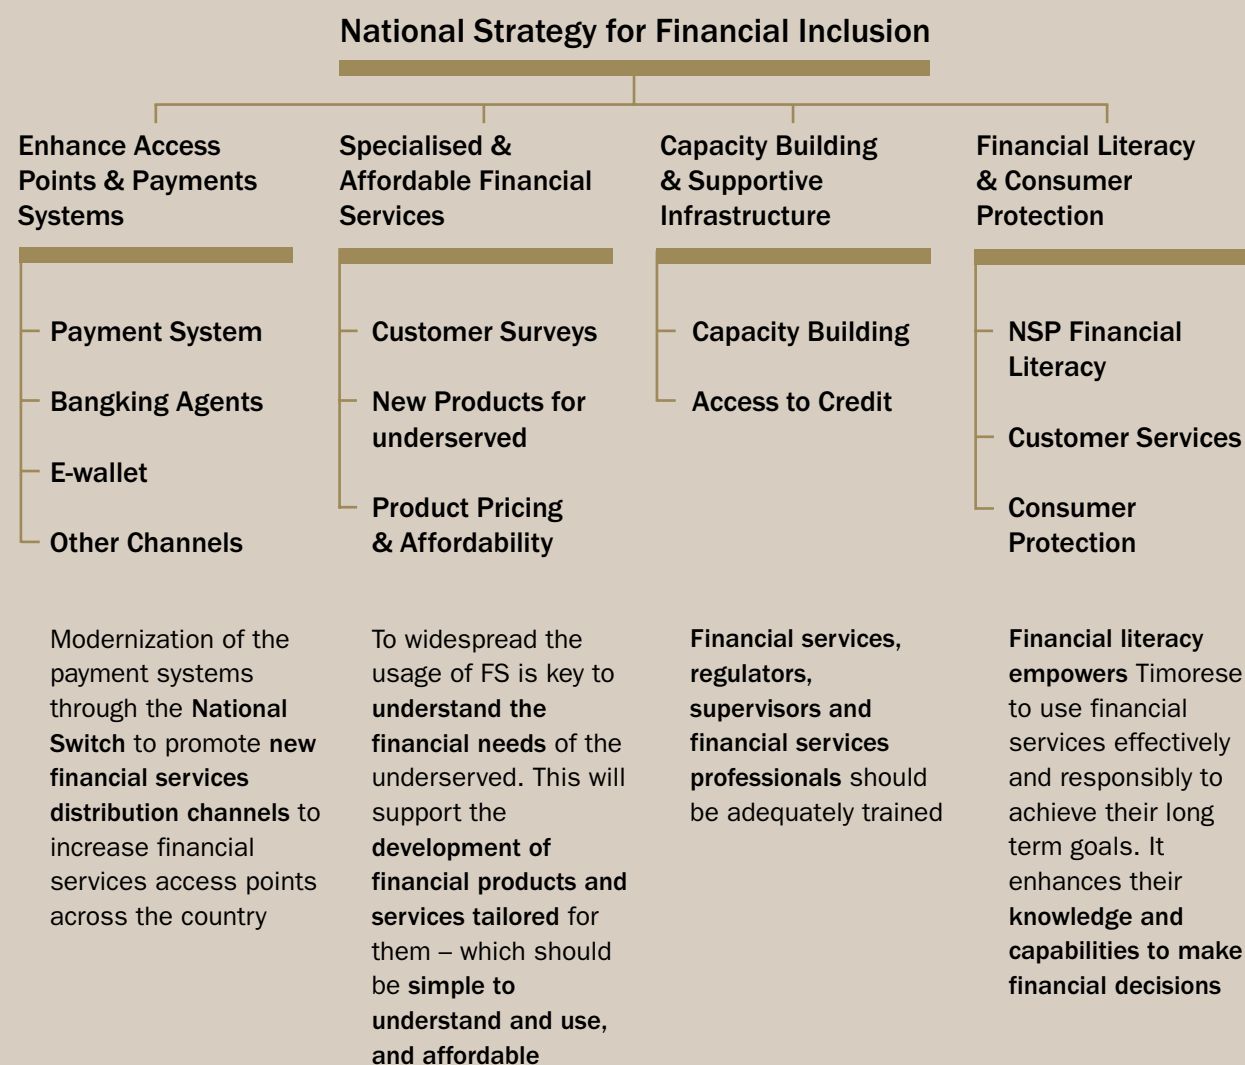 National Strategy for Financial Inclusion
Enhance Access
Points & Payments
Systems
Payment System
Bangking Agents
E-wallet
Other Channels
Modernization of the
payment systems
through the National
Switch to promote new
financial services
distribution channels to
increase financial
services access points
across the country
Specialised &
Affordable Financial
Services
Customer Surveys
New Products for
underserved
Product Pricing
& Affordability
To widespread the
usage of FS is key to
understand the
financial needs of the
underserved. This will
support the
development of
financial products and
services tailored for
them – which should
be simple to
understand and use,
and affordable
Capacity Building
& Supportive
Infrastructure
Capacity Building
Access to Credit
Financial services,
regulators,
supervisors and
financial services
professionals should
be adequately trained
Financial Literacy
& Consumer
Protection
NSP Financial
Literacy
Customer Services
Consumer
Protection
Financial literacy
empowers Timorese
to use financial
services effectively
and responsibly to
achieve their long
term goals. It
enhances their
knowledge and
capabilities to make
financial decisions